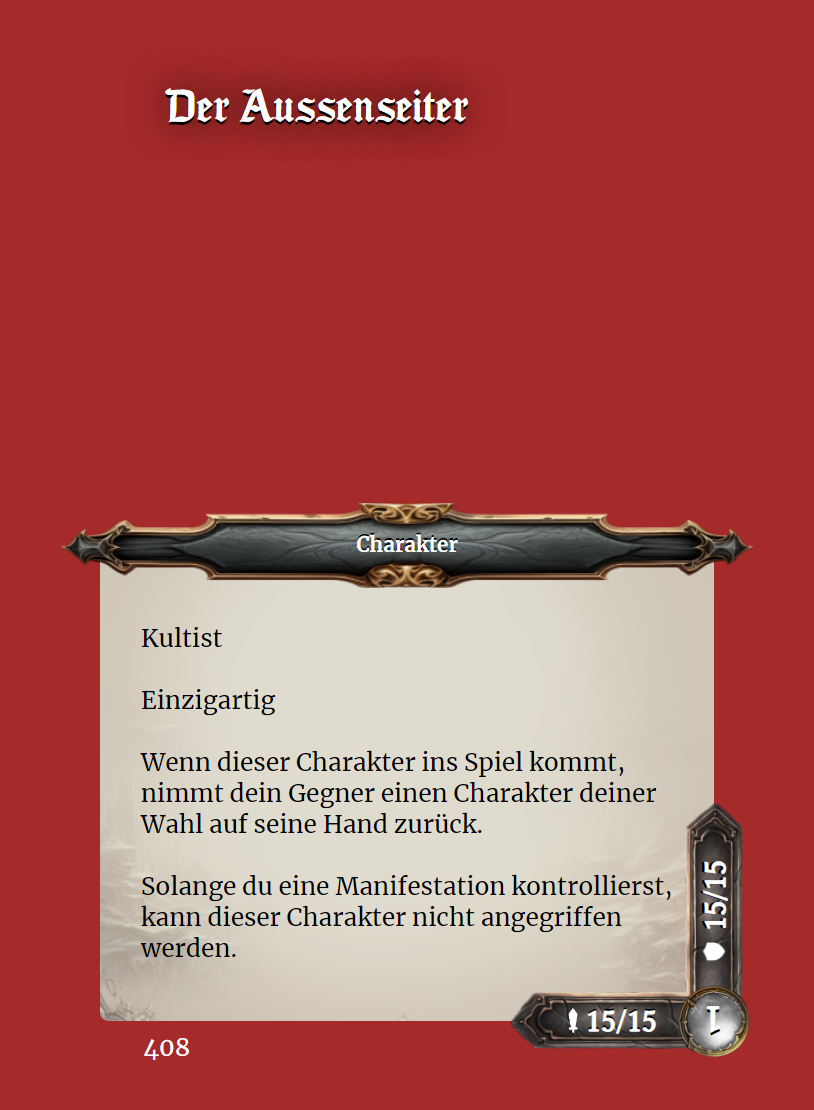 Der Aussenseiter
Charakter
Kultist
Einzigartig
Wenn dieser Charakter ins Spiel kommt,
nimmt dein Gegner einen Charakter deiner
Wahl auf seine Hand zurück.
Solange du eine Manifestation kontrollierst,
kann dieser Charakter nicht angegriffen
werden.
15/15
15/15
1
408